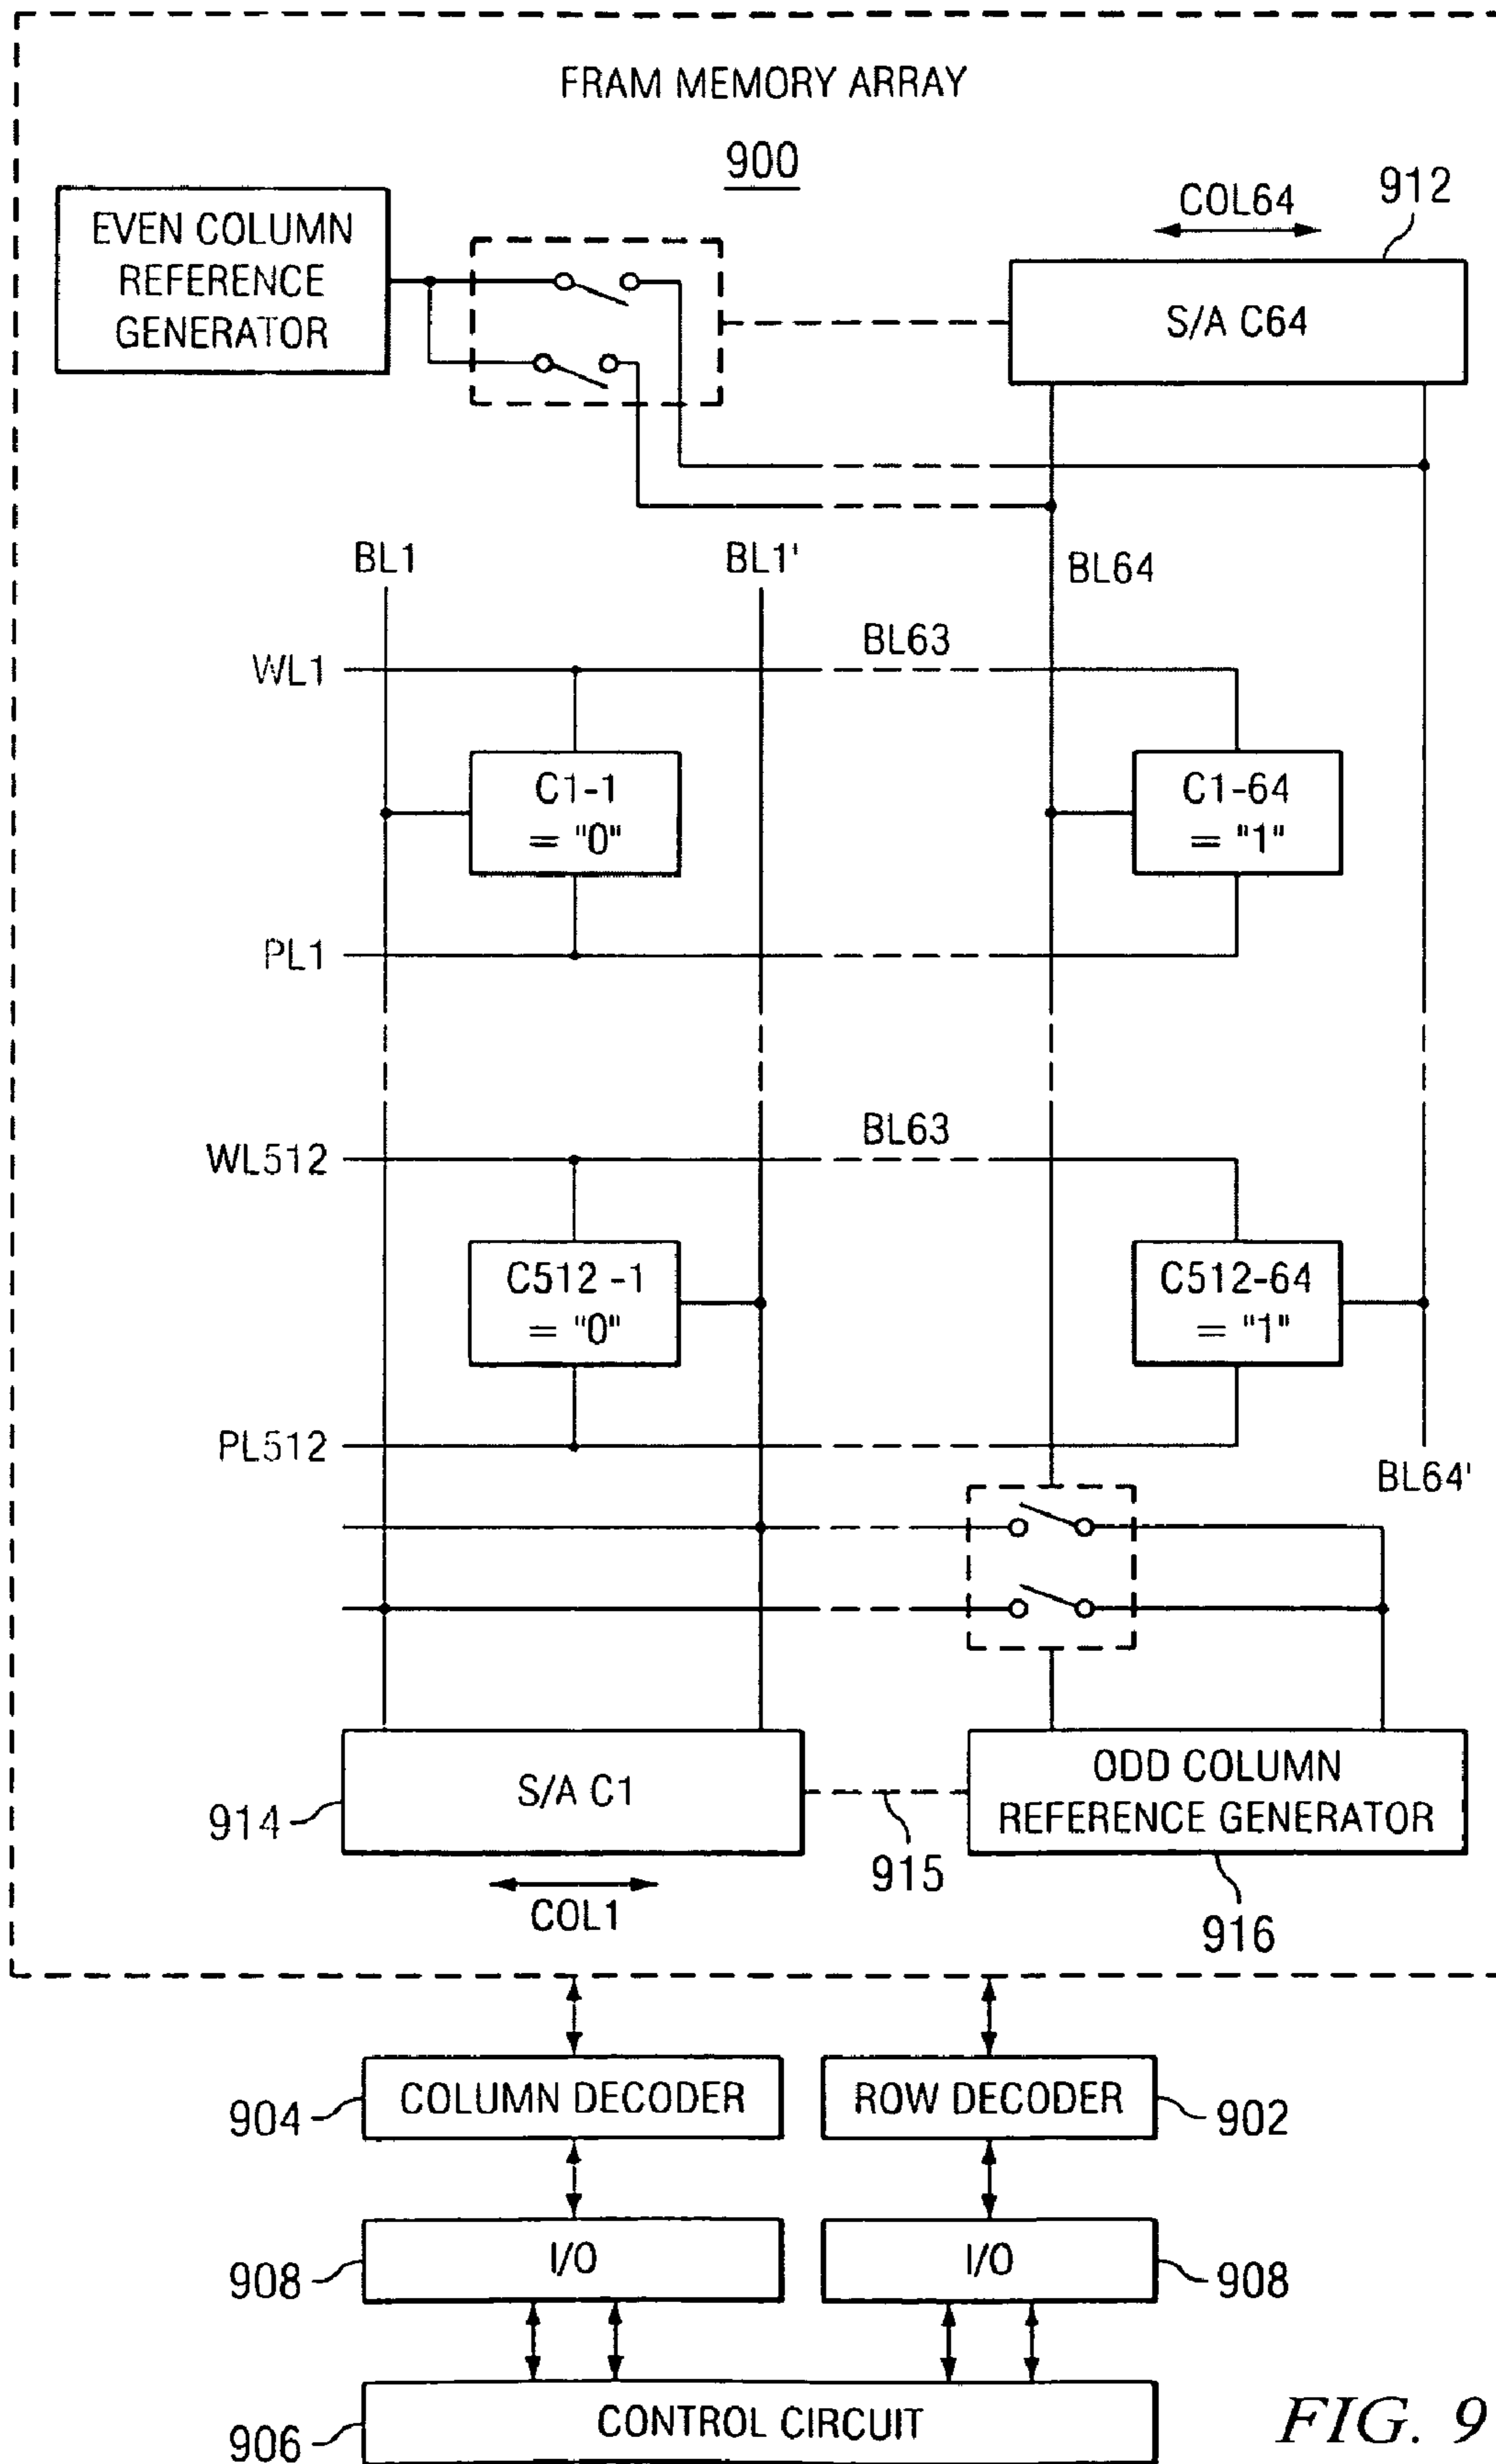 FRAM MEMORY ARRAY
900
EVEN COLUMN
REFERENCE
GENERATOR
COL64
912
S/A C64
BL1
BL1'
BL64
WL1
BL63
C1-1
= "0"
C1-64
= "1"
PL1
WL512
BL63
C512-1
= "0"
C512-64
= "1"
PL512
BL64'
914
S/A C1
915
ODD COLUMN
REFERENCE GENERATOR
COL1
916
904
COLUMN DECODER
ROW DECODER
902
908
I/O
I/O
908
906
CONTROL CIRCUIT
FIG. 9